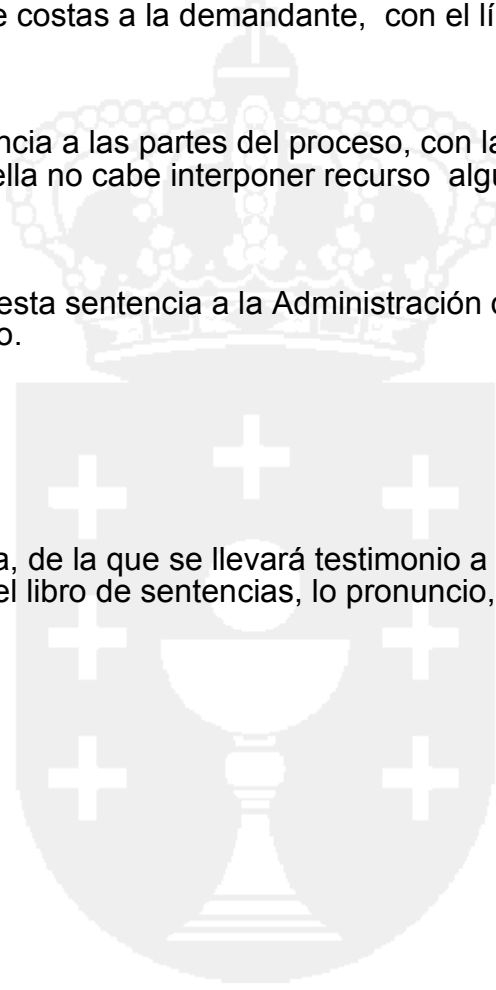 e costas a la demandante, con el lí
ncia a las partes del proceso, con la
ella no cabe interponer recurso algu
esta sentencia a la Administración
o.
a, de la que se llevará testimonio a
el libro de sentencias, lo pronuncio,